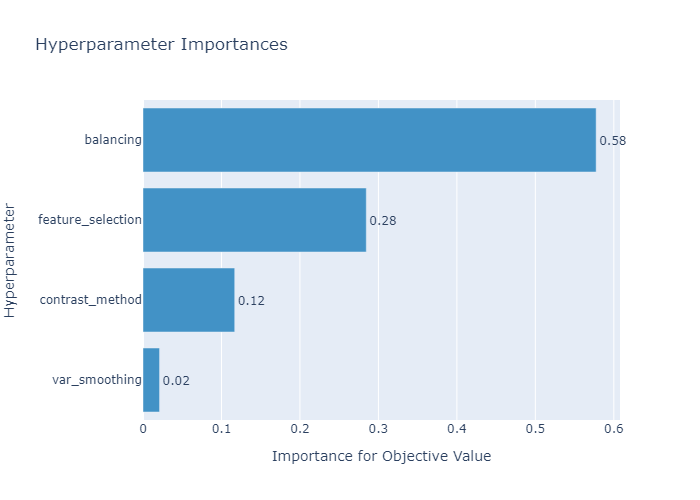 Hyperparameter Importances
Hyperparameter
balancing
0.58
feature_selection
0.28
contrast_method
0.12
var_smoothing
0.02
0
0.1
0.2
0.3
0.4
0.5
0.6
Importance for Objective Value